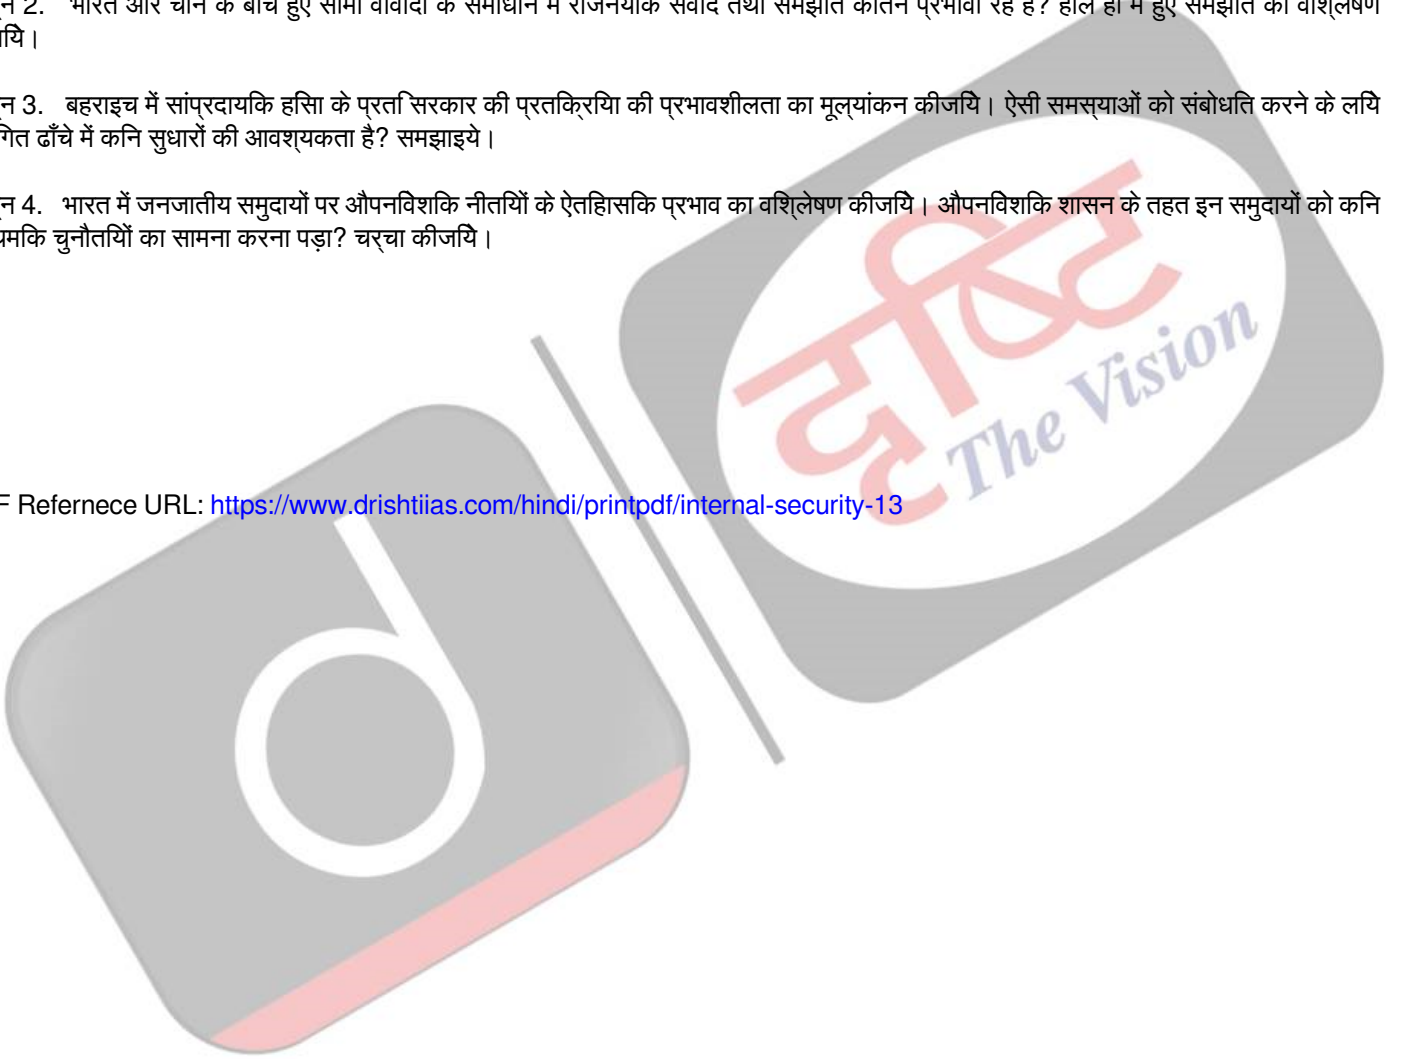 न 2. भारत और चीन के बीच हुए सीमा विवादों के समाधान में राजनयिक संवाद तथा समझौते कितने प्रभावी रहे हैं? हाल ही में हुए समझौते का विश्लेषण
यि।
न 3. बहराइच में सांप्रदायिक हिंसा के प्रति सरकार की प्रतिक्रिया की प्रभावशीलता का मूल्यांकन कीजिये। ऐसी समस्याओं को संबोधित करने के लिये
गत ढाँचे में किन सुधारों की आवश्यकता है? समझाइये।
न 4. भारत में जनजातीय समुदायों पर औपनिवेशिक नीतियों के ऐतिहासिक प्रभाव का विश्लेषण कीजिये। औपनिवेशिक शासन के तहत इन समुदायों को किन
थमिक चुनौतियों का सामना करना पड़ा? चर्चा कीजिये।
दृष्टि
The Vision
F Refernece URL: https://www.drishtiias.com/hindi/printpdf/internal-security-13
d